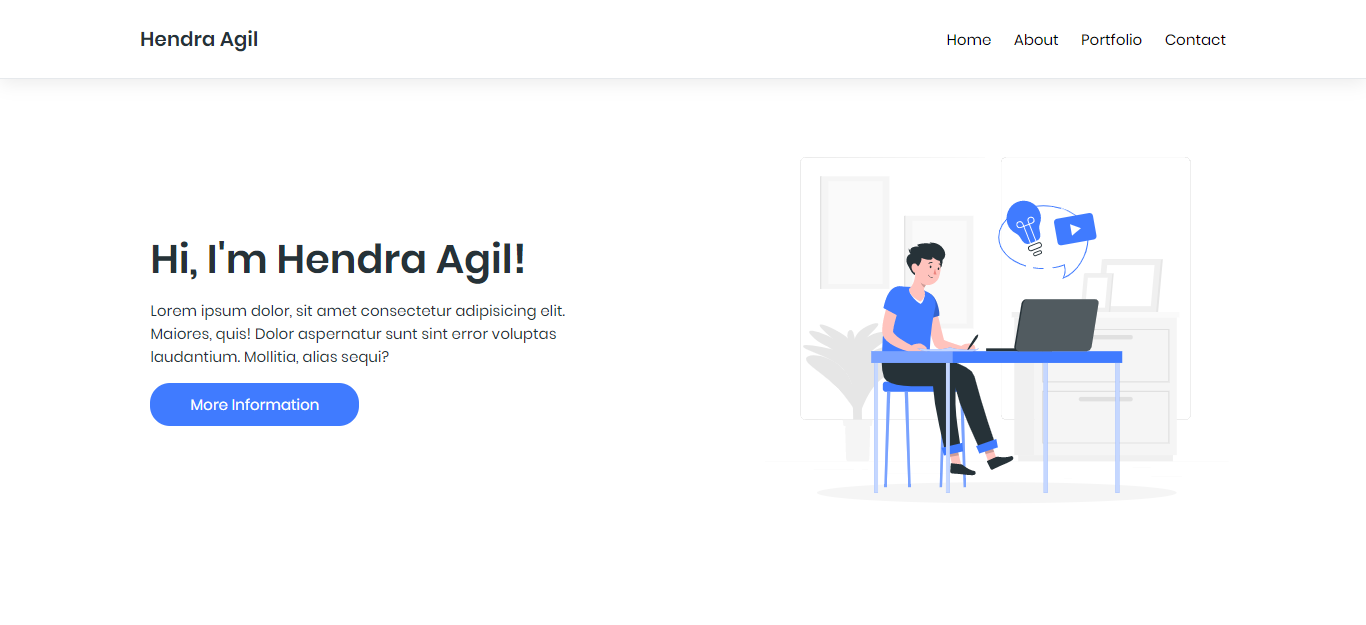 Hendra Agil
Home About Portfolio Contact
Hi, I'm Hendra Agil!
Lorem ipsum dolor, sit amet consectetur adipisicing elit.
Maiores, quis! Dolor aspernatur sunt sint error voluptas
laudantium. Mollitia, alias sequi?
More Information